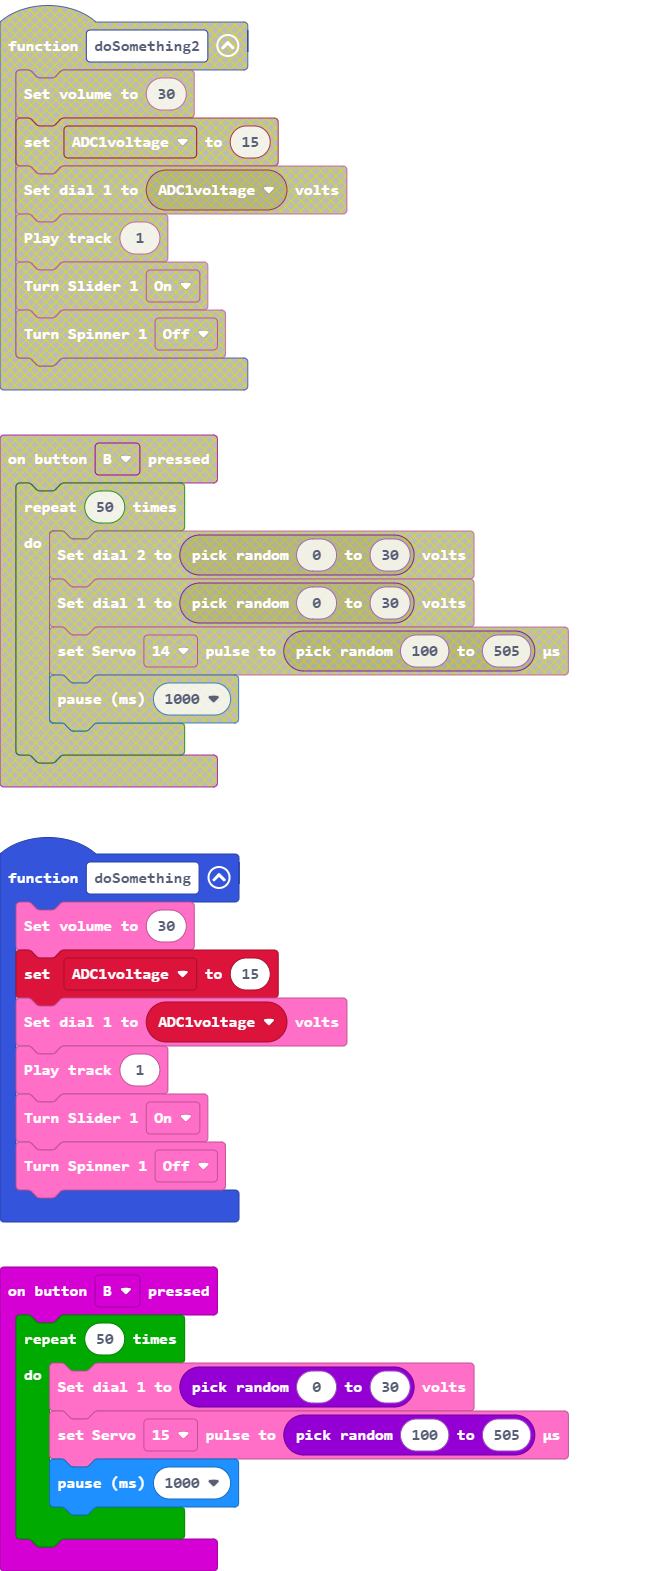 function doSomething2
Set volume to 30
set ADC1voltage to 15
Set dial 1 to ADC1voltage volts
Play track 1
Turn Slider 1 On
Turn Spinner 1 Off
on button B pressed
repeat 50 times
do
Set dial 2 to pick random 0 to 30 volts
Set dial 1 to pick random 0 to 30 volts
set Servo 14 pulse to pick random 100 to 505 µs
pause (ms) 1000
function doSomething
Set volume to 30
set ADC1voltage to 15
Set dial 1 to ADC1voltage volts
Play track 1
Turn Slider 1 On
Turn Spinner 1 Off
on button B pressed
repeat 50 times
do
Set dial 1 to pick random 0 to 30 volts
set Servo 15 pulse to pick random 100 to 505 µs
pause (ms) 1000